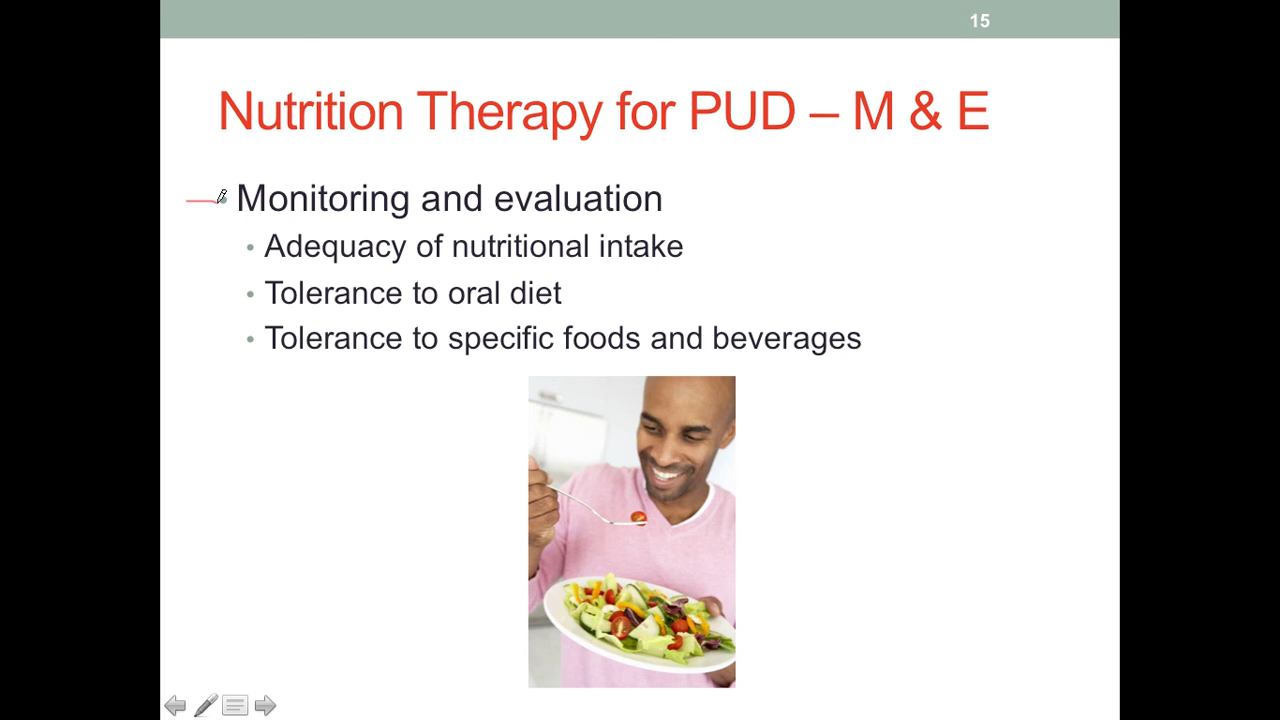 15
Nutrition Therapy for PUD – M & E
Monitoring and evaluation
• Adequacy of nutritional intake
• Tolerance to oral diet
• Tolerance to specific foods and beverages